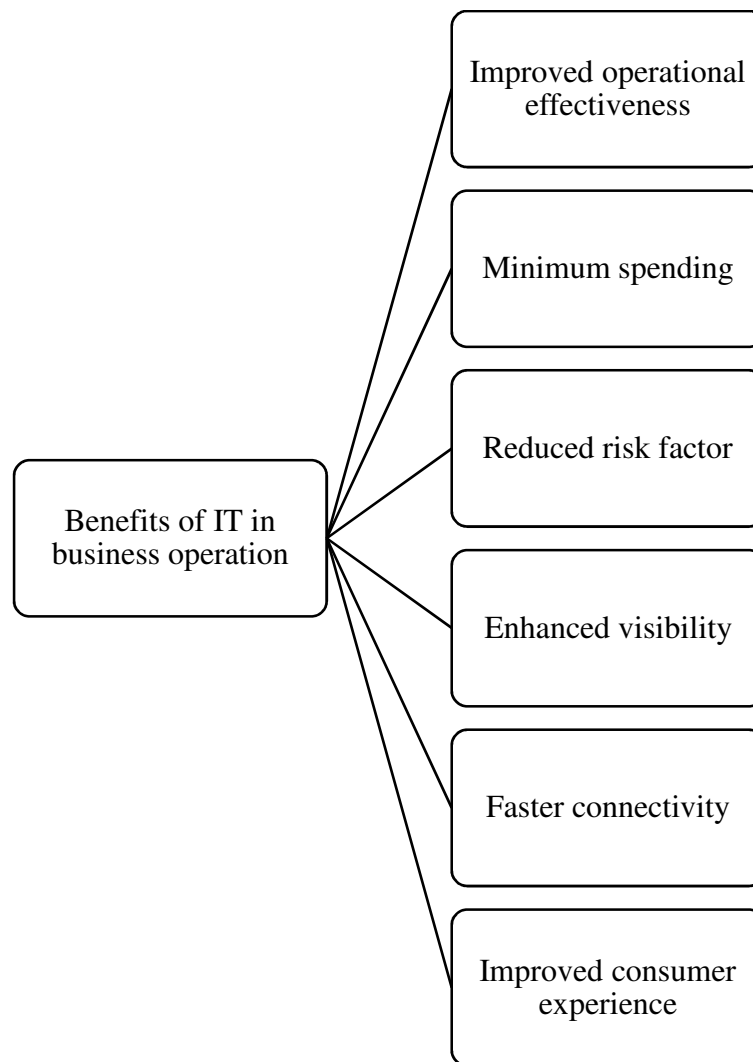 Improved operational
effectiveness
Minimum spending
Reduced risk factor
Benefits of IT in
business operation
Enhanced visibility
Faster connectivity
Improved consumer
experience